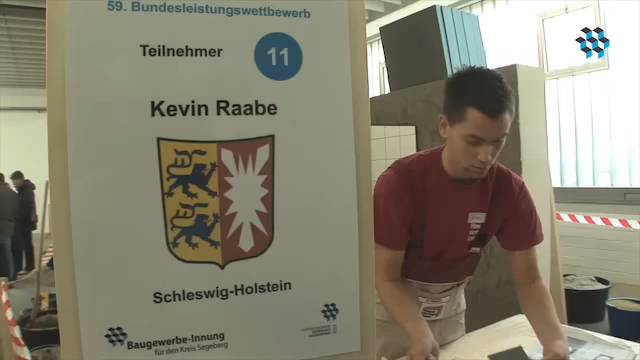 59. Bundesleistungswettbewerb
Teilnehmer
11
Kevin Raabe
Schleswig-Holstein
Baugewerbe-Innung
für den Kreis Segeberg